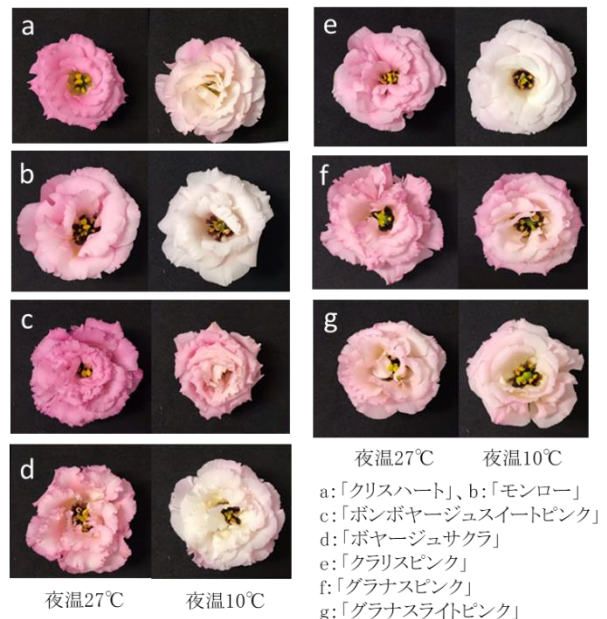 a
b
c
d
夜温27℃ 夜温10℃
e
f
g
夜温27℃ 夜温10℃
a:「クリスハート」、b:「モンロー」
c:「ボンボヤージュスイートピンク」
d:「ボヤージュサクラ」
e:「クラリスピンク」
f:「グラナスピンク」
g:「グラナスライトピンク」